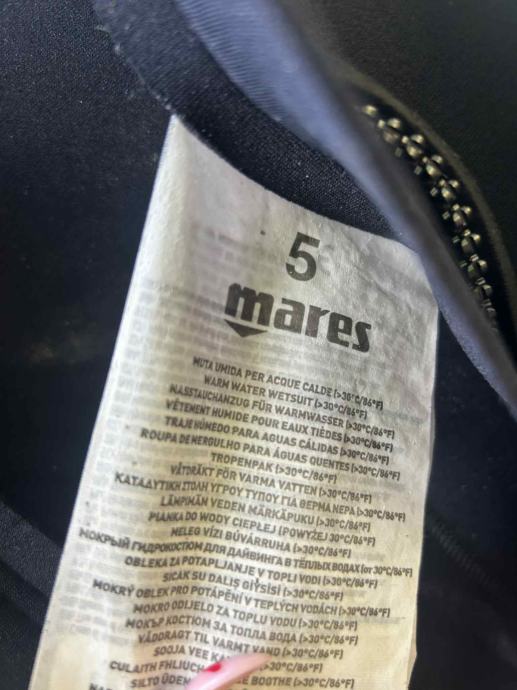 5
mares
MUTA UMIDA PER ACQUE CALDE (>30°C/86°F)
WARM WATER WETSUIT (>30°C/86°F)
NASSTAUCHANZUG FÜR WARMWASSER (>30°C/86°F)
VÊTEMENT HUMIDE POUR EAUX TIÈDES (>30°C/86°F)
TRAJE HÚMEDO PARA AGUAS CÁLIDAS (>30°C/86°F)
ROUPA DE MERGULHO PARA ÁGUAS QUENTES (>30°C/86°F)
TROPENPAK (>30°C/86°F)
VÅTDRÄKT FÖR VARMA VATTEN (>30°C/86°F)
ΚΑΤΑΔΥΤΙΚΗ ΣΤΟΛΗ ΥΓΡΟΥ ΤΥΠΟΥ ΓΙΑ ΘΕΡΜΑ ΝΕΡΑ (>30°C/86°F)
LÄMPIMÄN VEDEN MÄRKÄPUKU (>30°C/86°F)
PIANKA DO WODY CIEPŁEJ (POWYŻEJ 30°C/86°F)
MELEG VÍZI BÚVÁRRUHA (>30°C/86°F)
МОКРЫЙ ГИДРОКОСТЮМ ДЛЯ ДАЙВИНГА В ТЁПЛЫХ ВОДАХ (от 30°C/86°F)
OBLEKA ZA POTAPLJANJE V TOPLI VODI (>30°C/86°F)
SICAK SU DALIŞ GİYSİSİ (>30°C/86°F)
MOKRÝ OBLEK PRO POTÁPĚNÍ V TEPLÝCH VODÁCH (>30°C/86°F)
MOKRO ODIJELO ZA TOPLU VODU (>30°C/86°F)
МОКЪР КОСТЮМ ЗА ТОПЛА ВОДА (>30°C/86°F)
VÅDDRAGT TIL VARMT VAND (>30°C/86°F)
SOOJA VEE (>30°C/86°F)
CULAITH FHLIUCH (>30°C/86°F)
SILTO ŪDEN BOOTHE (>30°C/86°F)